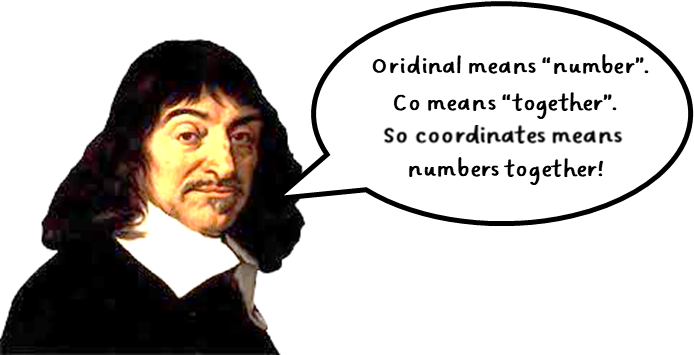 Oridinal means “number”.
Co means “together”.
So coordinates means
numbers together!